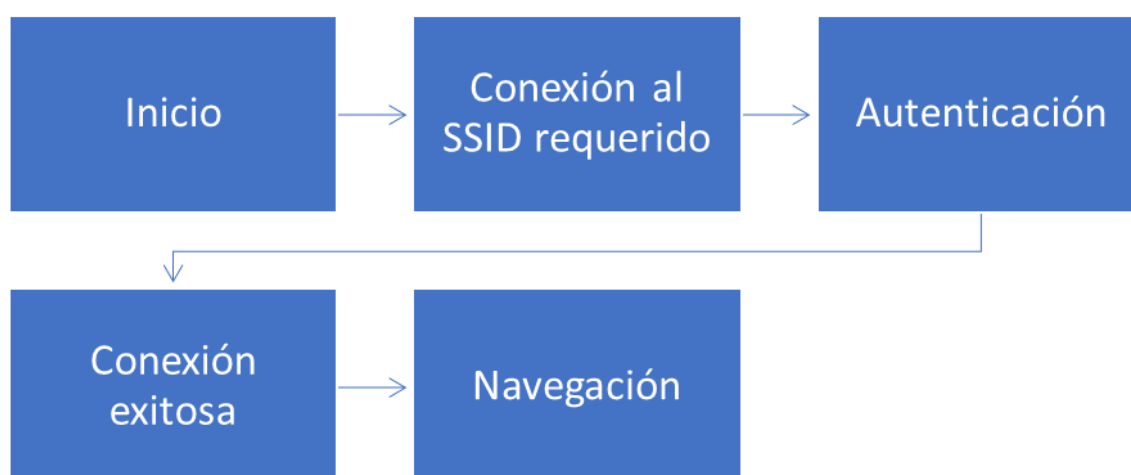 Inicio
Conexión al
SSID requerido
Autenticación
Conexión
exitosa
Navegación